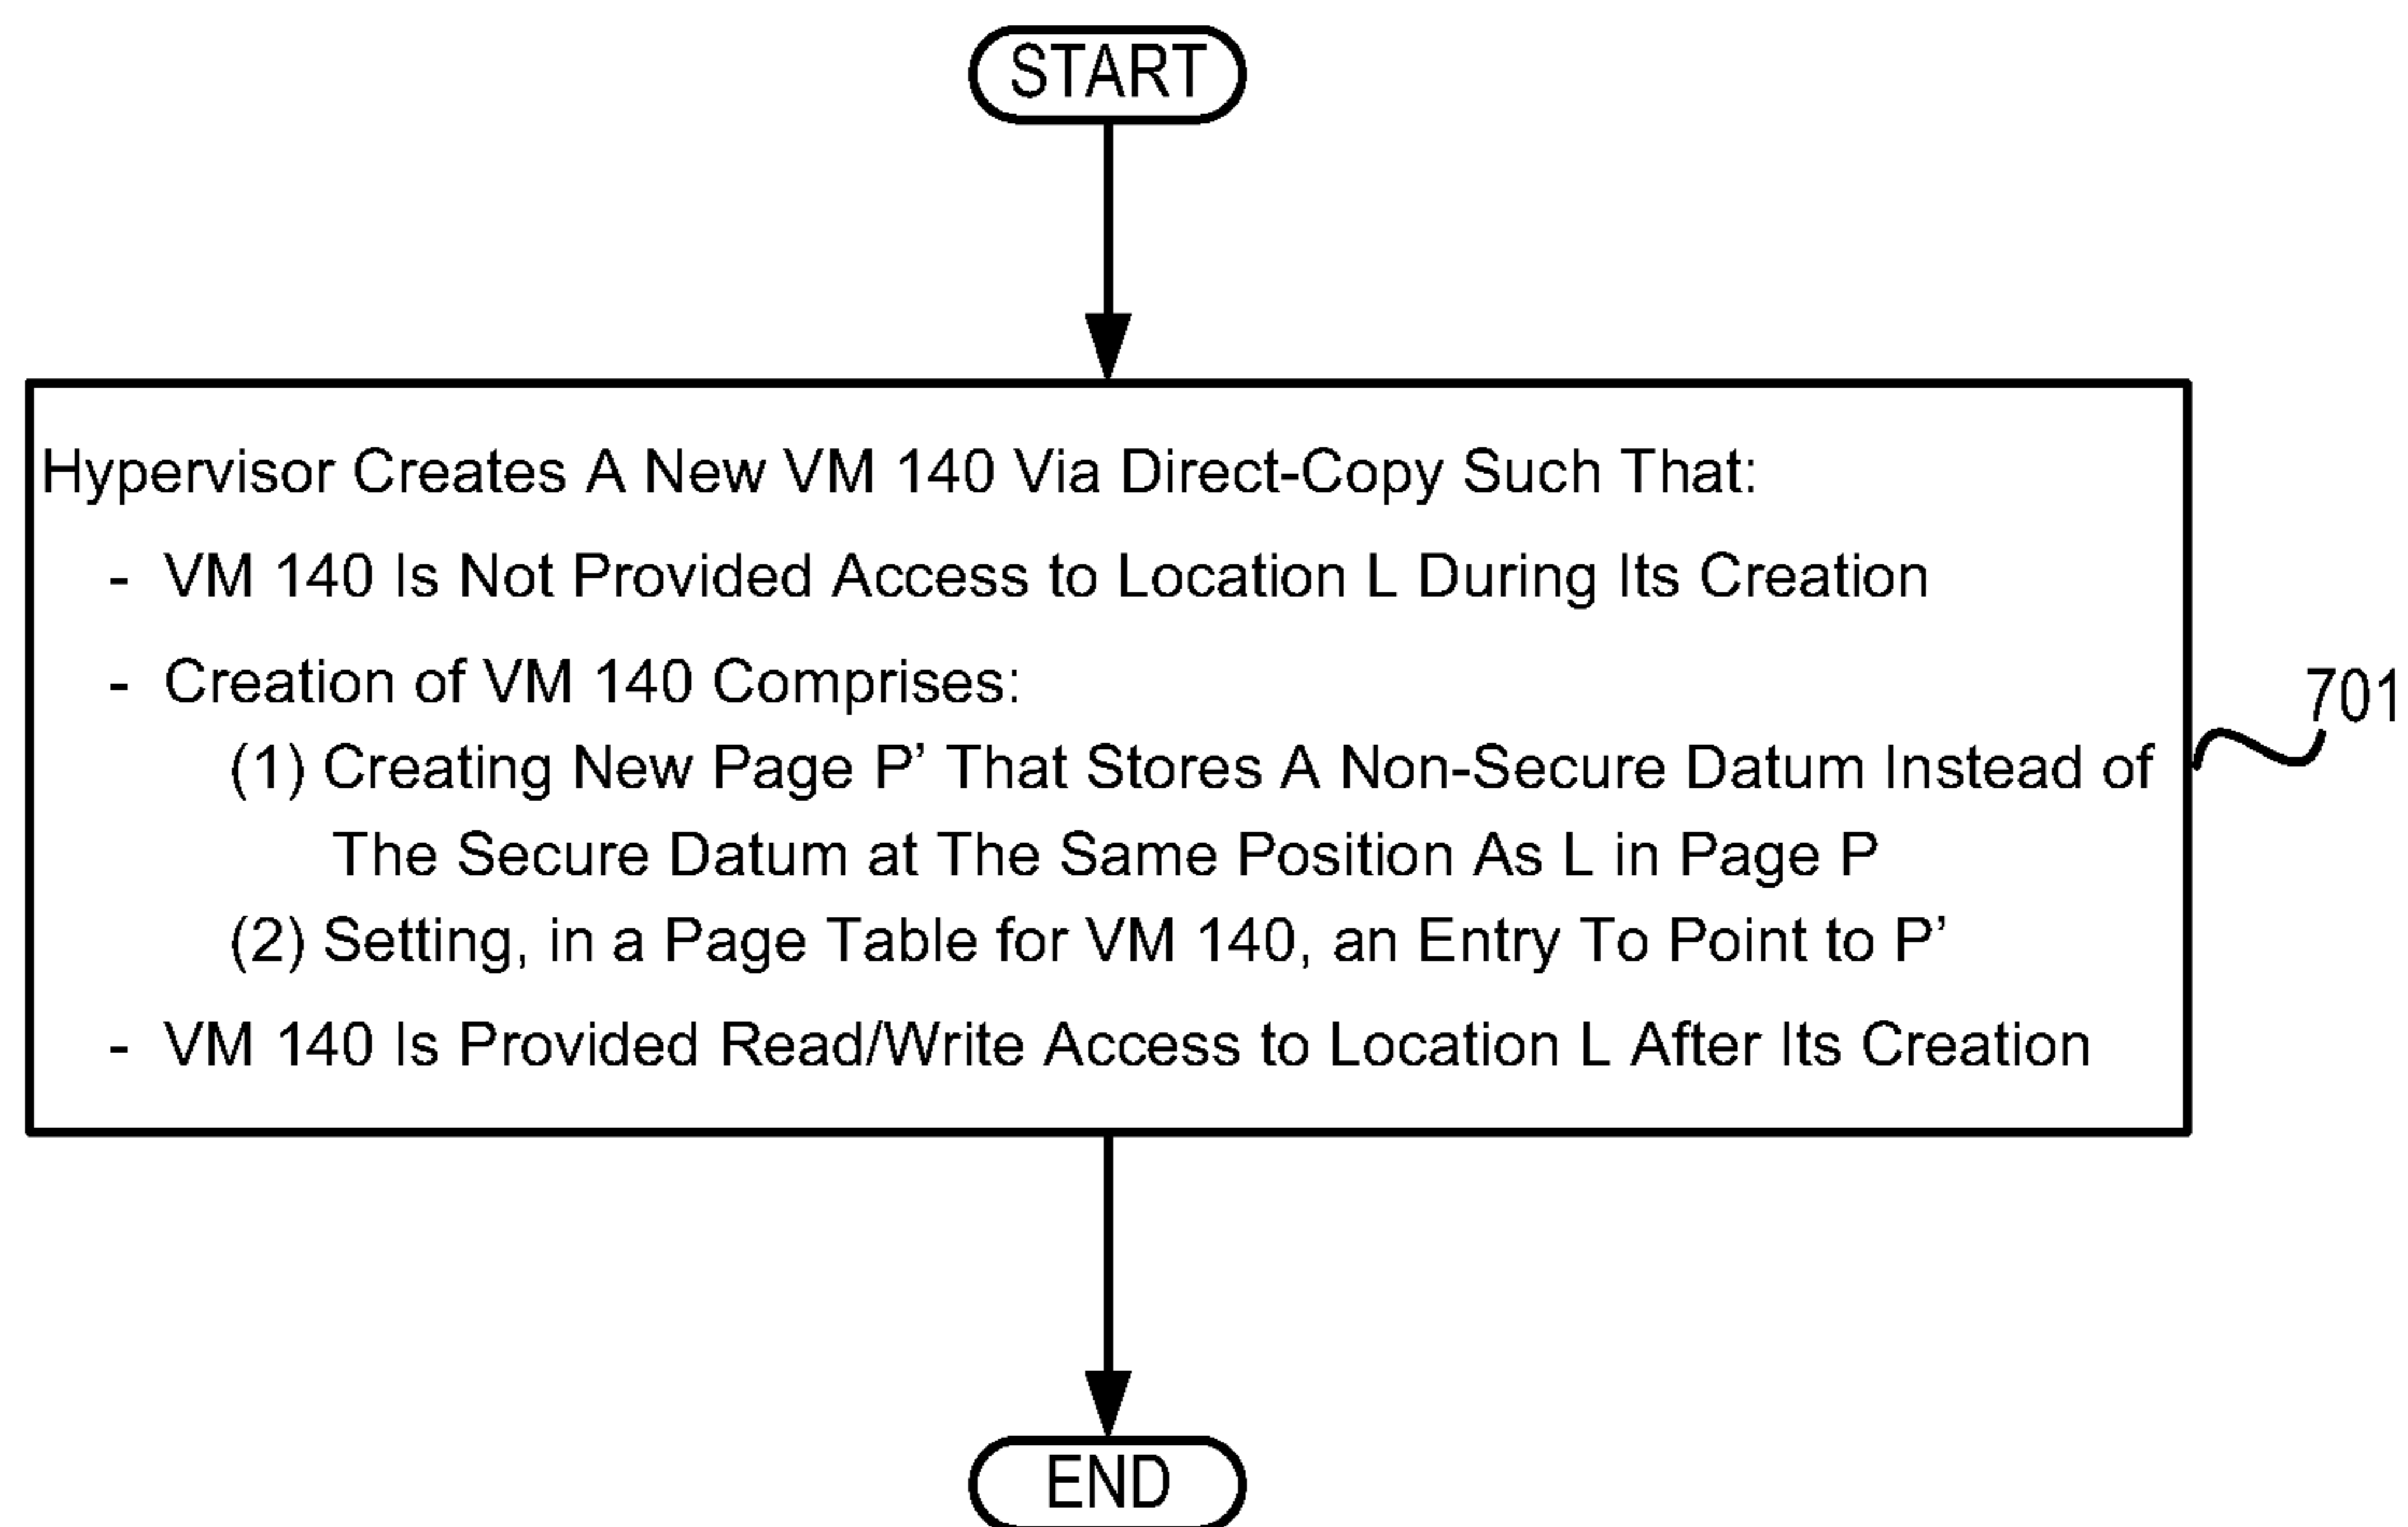 START
Hypervisor Creates A New VM 140 Via Direct-Copy Such That:
- VM 140 Is Not Provided Access to Location L During Its Creation
- Creation of VM 140 Comprises:
(1) Creating New Page P’ That Stores A Non-Secure Datum Instead of
The Secure Datum at The Same Position As L in Page P
(2) Setting, in a Page Table for VM 140, an Entry To Point to P’
- VM 140 Is Provided Read/Write Access to Location L After Its Creation
701
END